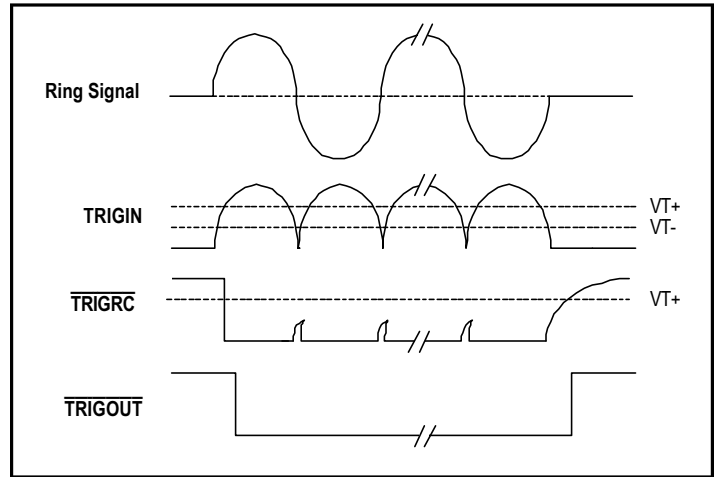 Ring Signal
TRIGIN
VT+
VT-
TRIGRC
VT+
TRIGOUT